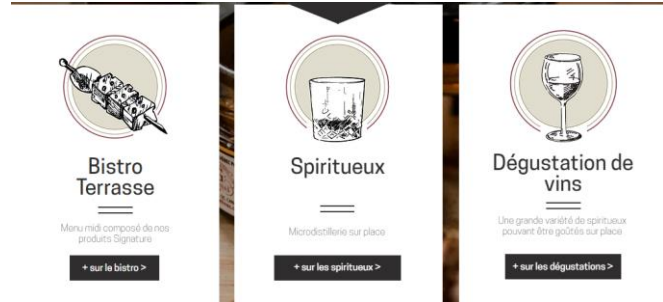 Bistro
Terrasse
Menu midi composé de nos
produits Signature
+ sur le bistro >
Spiritueux
Microdistillerie sur place
+ sur les spiritueux >
Dégustation de
vins
Une grande variété de spiritueux
pouvant être goûtés sur place
+ sur les dégustations >